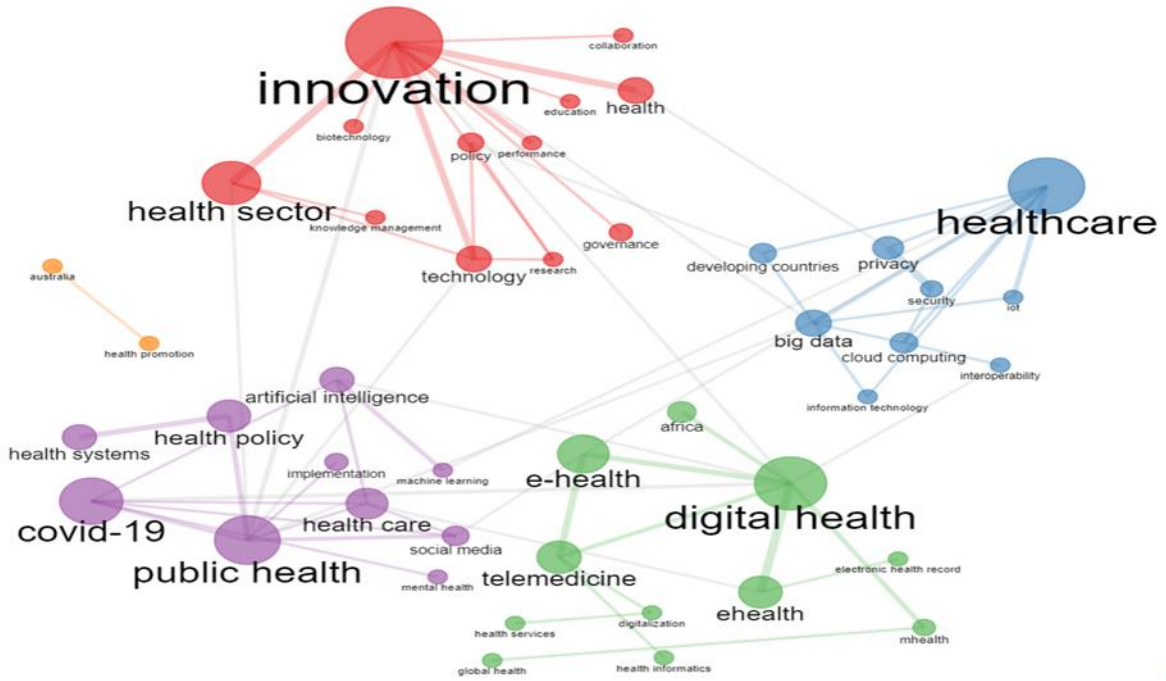 collaboration
innovation
health
education
biotechnology
policy
performance
health sector
knowledge management
governance
technology
research
healthcare
developing countries
privacy
security
iot
big data
cloud computing
interoperability
information technology
australia
health promotion
artificial intelligence
health policy
health systems
implementation
machine learning
covid-19
health care
social media
public health
mental health
africa
e-health
digital health
telemedicine
electronic health record
ehealth
digitalization
health services
mhealth
global health
health informatics